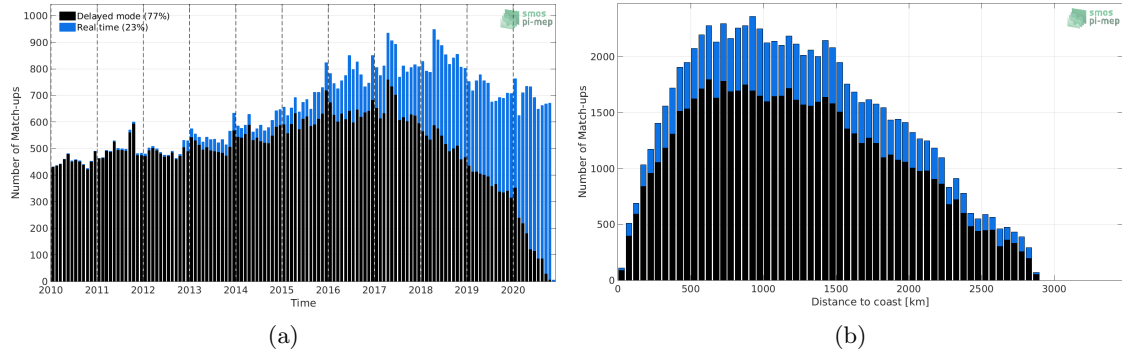 Delayed mode (77%)
Real time (23%)
smos
pi-mep
Number of Match-ups
1000
900
800
700
600
500
400
300
200
100
0
2010 2011 2012 2013 2014 2015 2016 2017 2018 2019 2020
Time
(a)
smos
pi-mep
Number of Match-ups
2000
1500
1000
500
0
0 500 1000 1500 2000 2500 3000
Distance to coast [km]
(b)